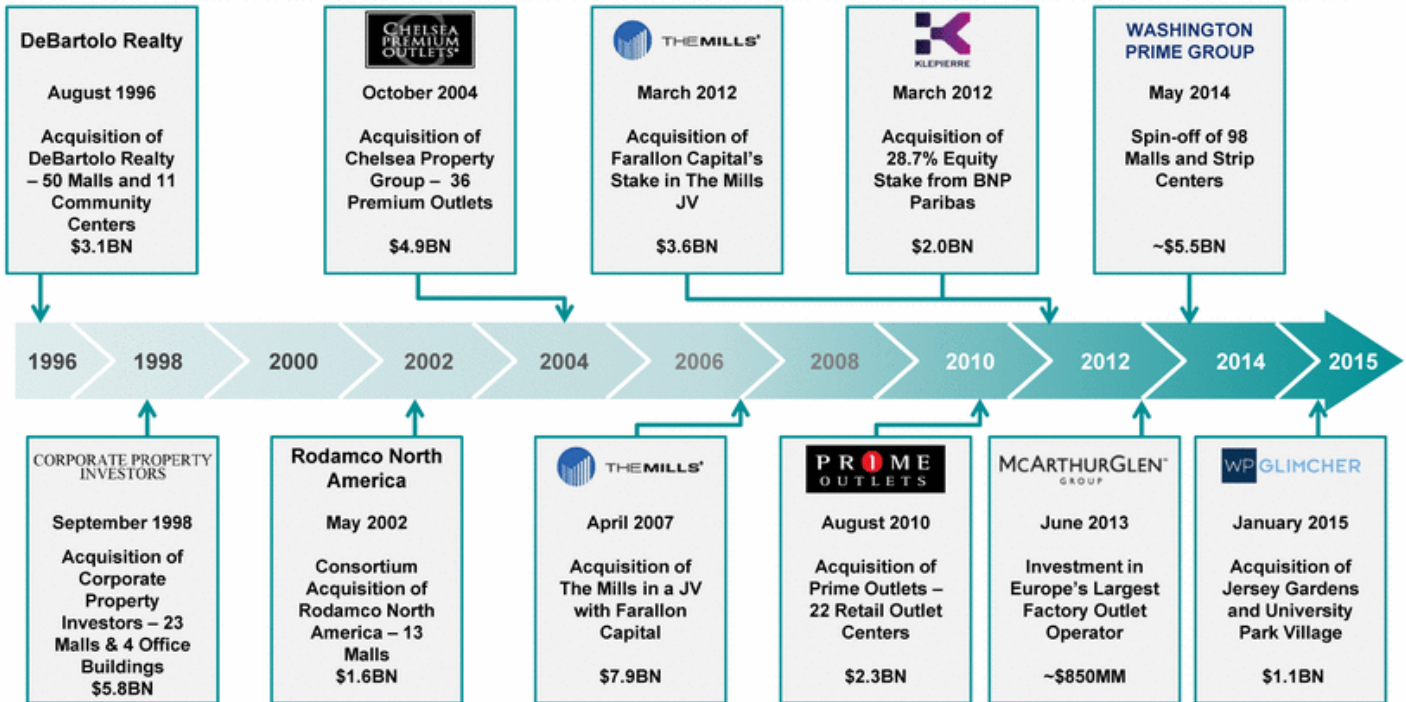 DeBartolo Realty
August 1996
Acquisition of
DeBartolo Realty
– 50 Malls and 11
Community
Centers
$3.1BN
CHELSEA
PREMIUM
OUTLETS®
October 2004
Acquisition of
Chelsea Property
Group – 36
Premium Outlets
$4.9BN
THEMILLS®
March 2012
Acquisition of
Farallon Capital's
Stake in The Mills
JV
$3.6BN
KLEPIERRE
March 2012
Acquisition of
28.7% Equity
Stake from BNP
Paribas
$2.0BN
WASHINGTON
PRIME GROUP
May 2014
Spin-off of 98
Malls and Strip
Centers
~$5.5BN
1996 1998 2000 2002 2004 2006 2008 2010 2012 2014 2015
CORPORATE PROPERTY
INVESTORS
September 1998
Acquisition of
Corporate
Property
Investors – 23
Malls & 4 Office
Buildings
$5.8BN
Rodamco North
America
May 2002
Consortium
Acquisition of
Rodamco North
America – 13
Malls
$1.6BN
THEMILLS®
April 2007
Acquisition of
The Mills in a JV
with Farallon
Capital
$7.9BN
PR1ME
OUTLETS
August 2010
Acquisition of
Prime Outlets –
22 Retail Outlet
Centers
$2.3BN
MCARTHURGLEN™
GROUP
June 2013
Investment in
Europe's Largest
Factory Outlet
Operator
~$850MM
WP GLIMCHER
January 2015
Acquisition of
Jersey Gardens
and University
Park Village
$1.1BN